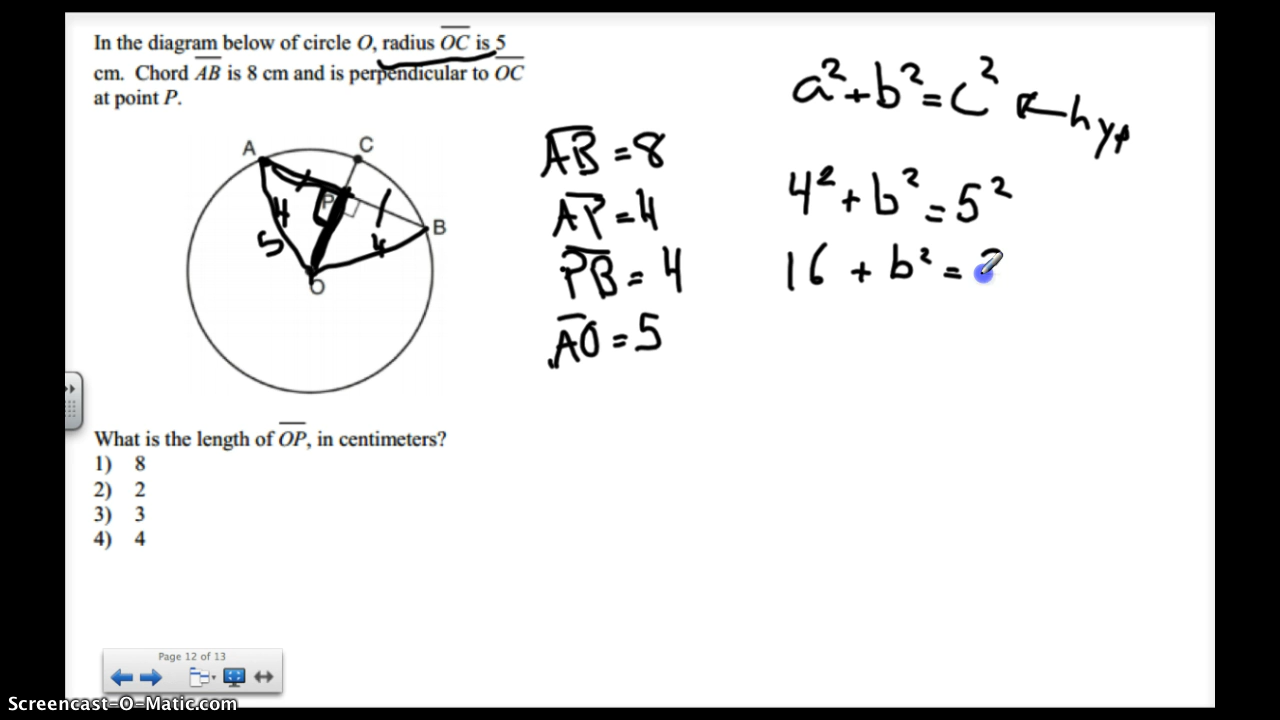 In the diagram below of circle O, radius OC is 5
cm. Chord AB is 8 cm and is perpendicular to OC
at point P.
A
C
P
B
O
4
5
4
AB = 8
AP = 4
PB = 4
AO = 5
a² + b² = c² ← hyp
4² + b² = 5²
16 + b² =
What is the length of OP, in centimeters?
1) 8
2) 2
3) 3
4) 4
Page 12 of 13
Screencast-O-Matic.com